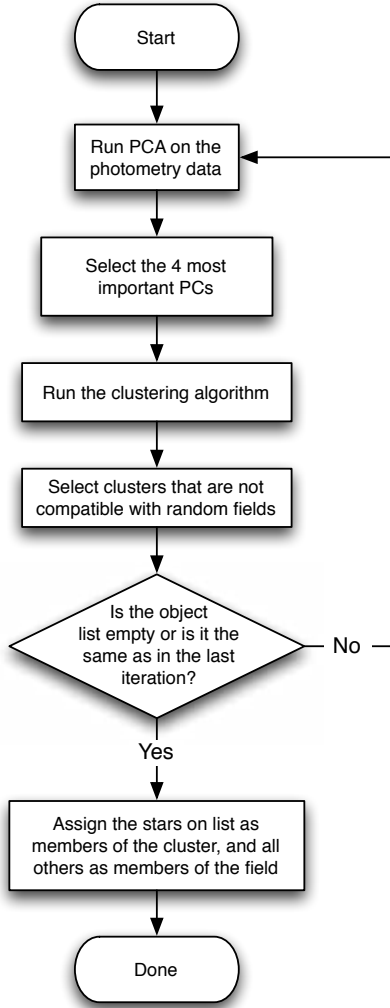 Start
Run PCA on the
photometry data
Select the 4 most
important PCs
Run the clustering algorithm
Select clusters that are not
compatible with random fields
Is the object
list empty or is it the
same as in the last
iteration?
No
Yes
Assign the stars on list as
members of the cluster, and all
others as members of the field
Done